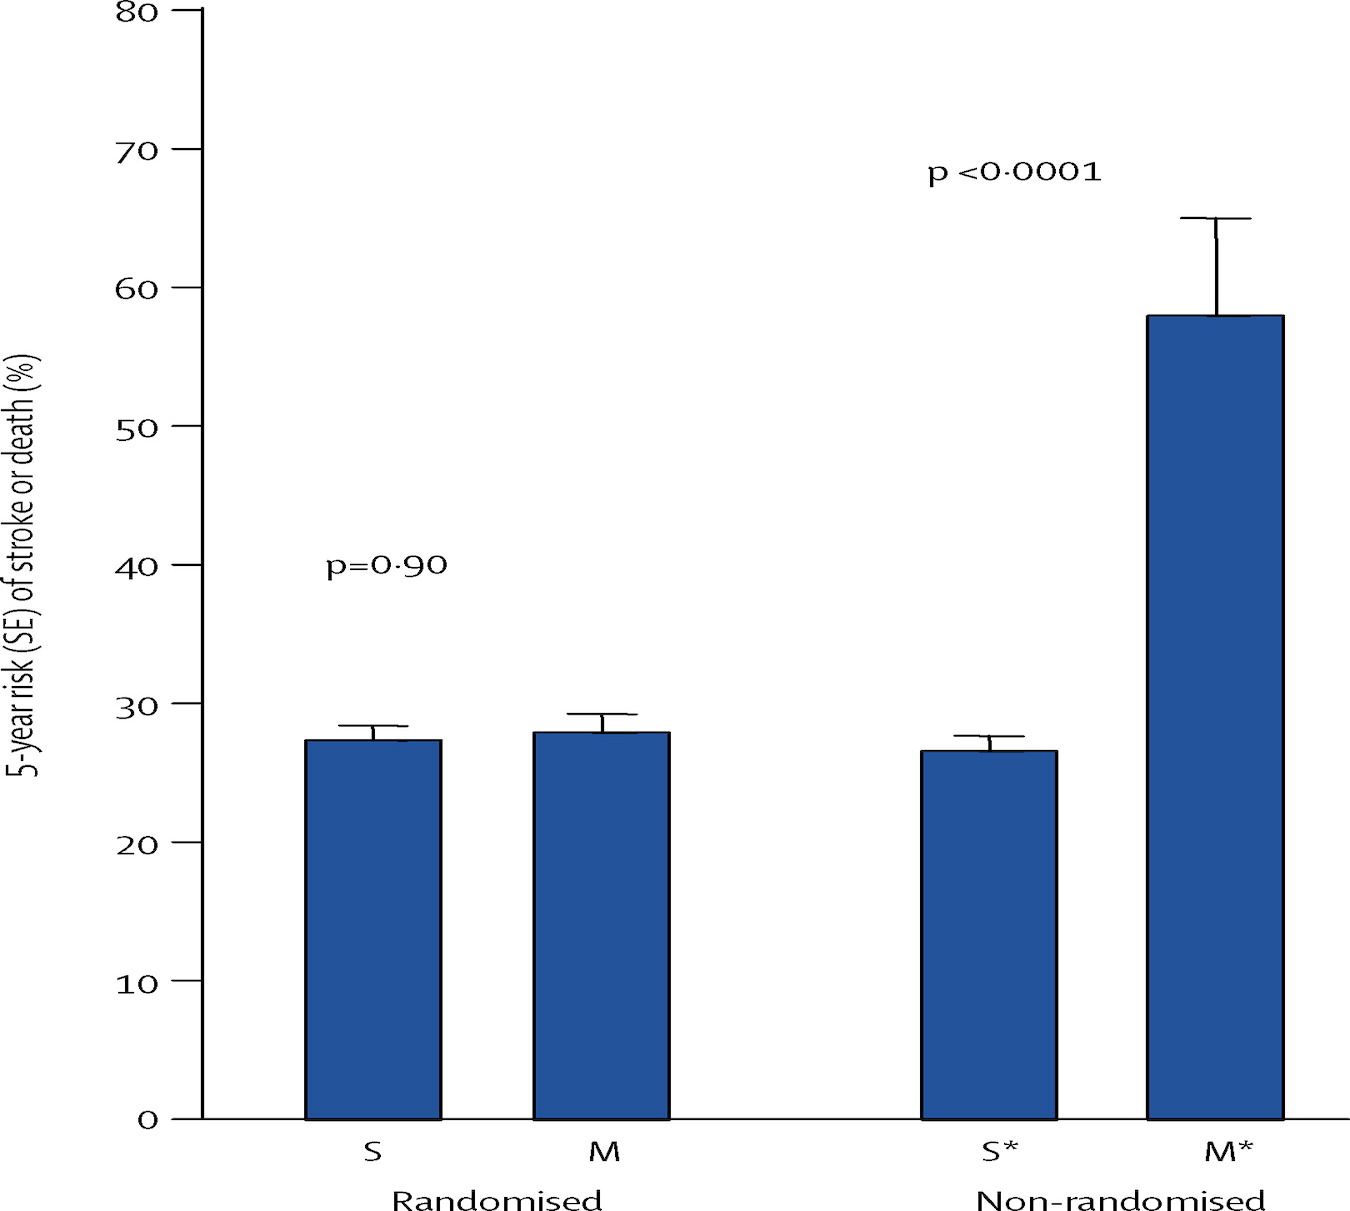 80
70
p <0·0001
60
50
5-year risk (SE) of stroke or death (%)
40
p=0·90
30
20
10
0
S M S* M*
Randomised Non-randomised